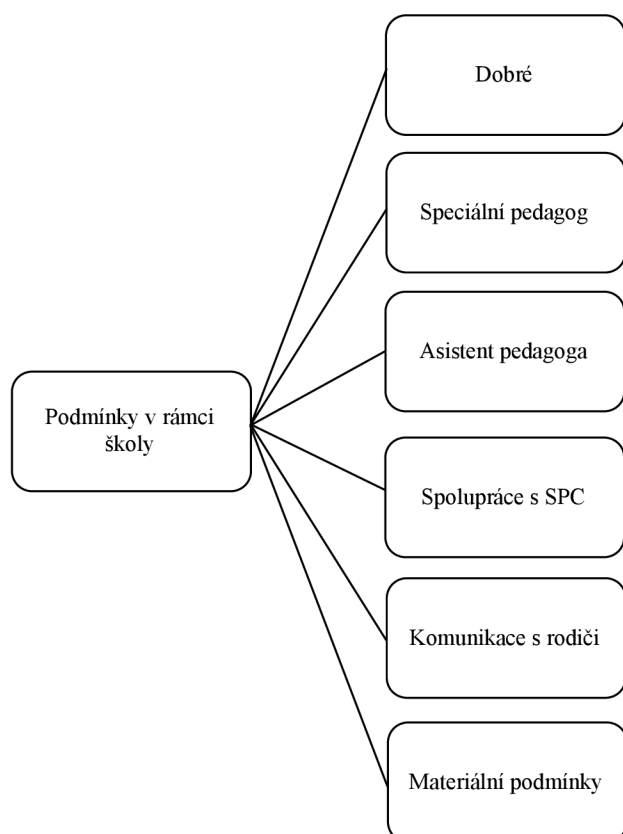 Dobré
Speciální pedagog
Asistent pedagoga
Podmínky v rámci
školy
Spolupráce s SPC
Komunikace s rodiči
Materiální podmínky